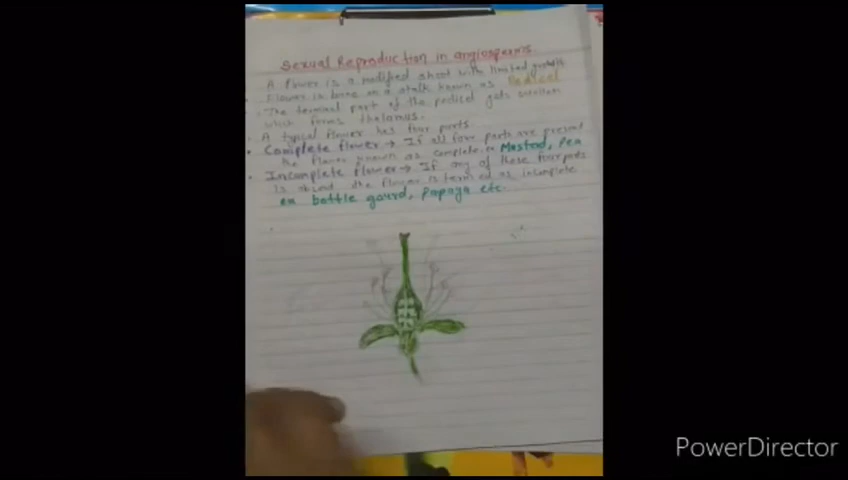 Sexual Reproduction in angiosperms
A flower is a modified shoot with limited growth
Flower is borne on a stalk known as Pedicel
The terminal part of the pedicel gets swollen
which forms thalamus.
A typical flower has four parts
Complete flower → If all four parts are present
the flower known as complete. ex Mastad, Pea
Incomplete flower → If any of these four parts
is absent the flower is termed as incomplete
ex bottle gourd, papaya etc.
PowerDirector